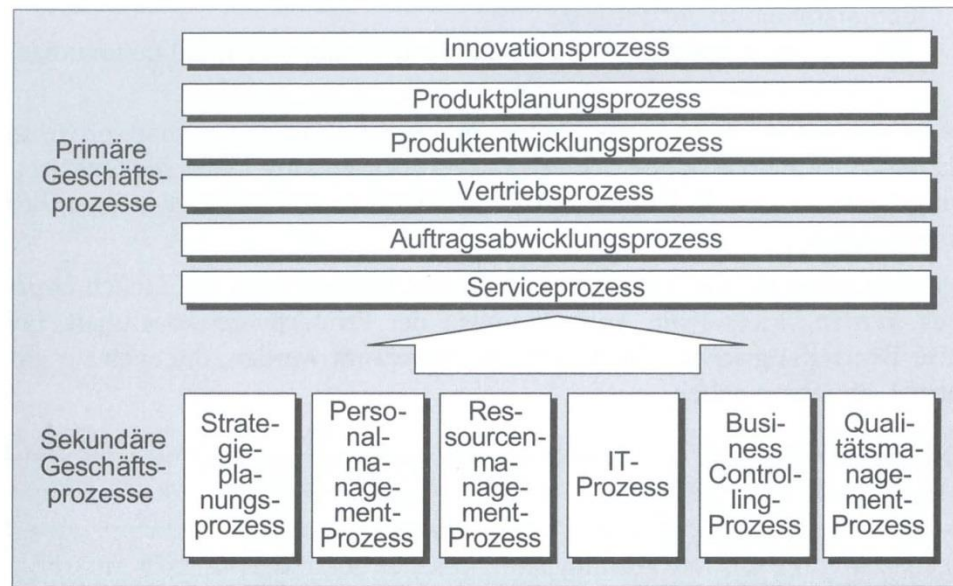 Innovationsprozess
Produktplanungsprozess
Primäre
Geschäfts-
prozesse
Produktentwicklungsprozess
Vertriebsprozess
Auftragsabwicklungsprozess
Serviceprozess
Sekundäre
Geschäfts-
prozesse
Strate-
gie-
pla-
nungs-
prozess
Perso-
nal-
ma-
nage-
ment-
Prozess
Res-
sourcen-
ma-
nage-
ment-
Prozess
IT-
Prozess
Busi-
ness
Control-
ling-
Prozess
Quali-
tätsma-
nage-
ment-
Prozess